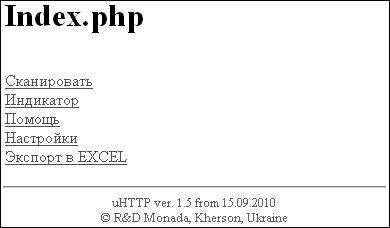 Index.php
Сканировать
Индикатор
Помощь
Настройки
Экспорт в EXCEL
uHTTP ver. 1.5 from 15.09.2010
© R&D Monada, Kherson, Ukraine